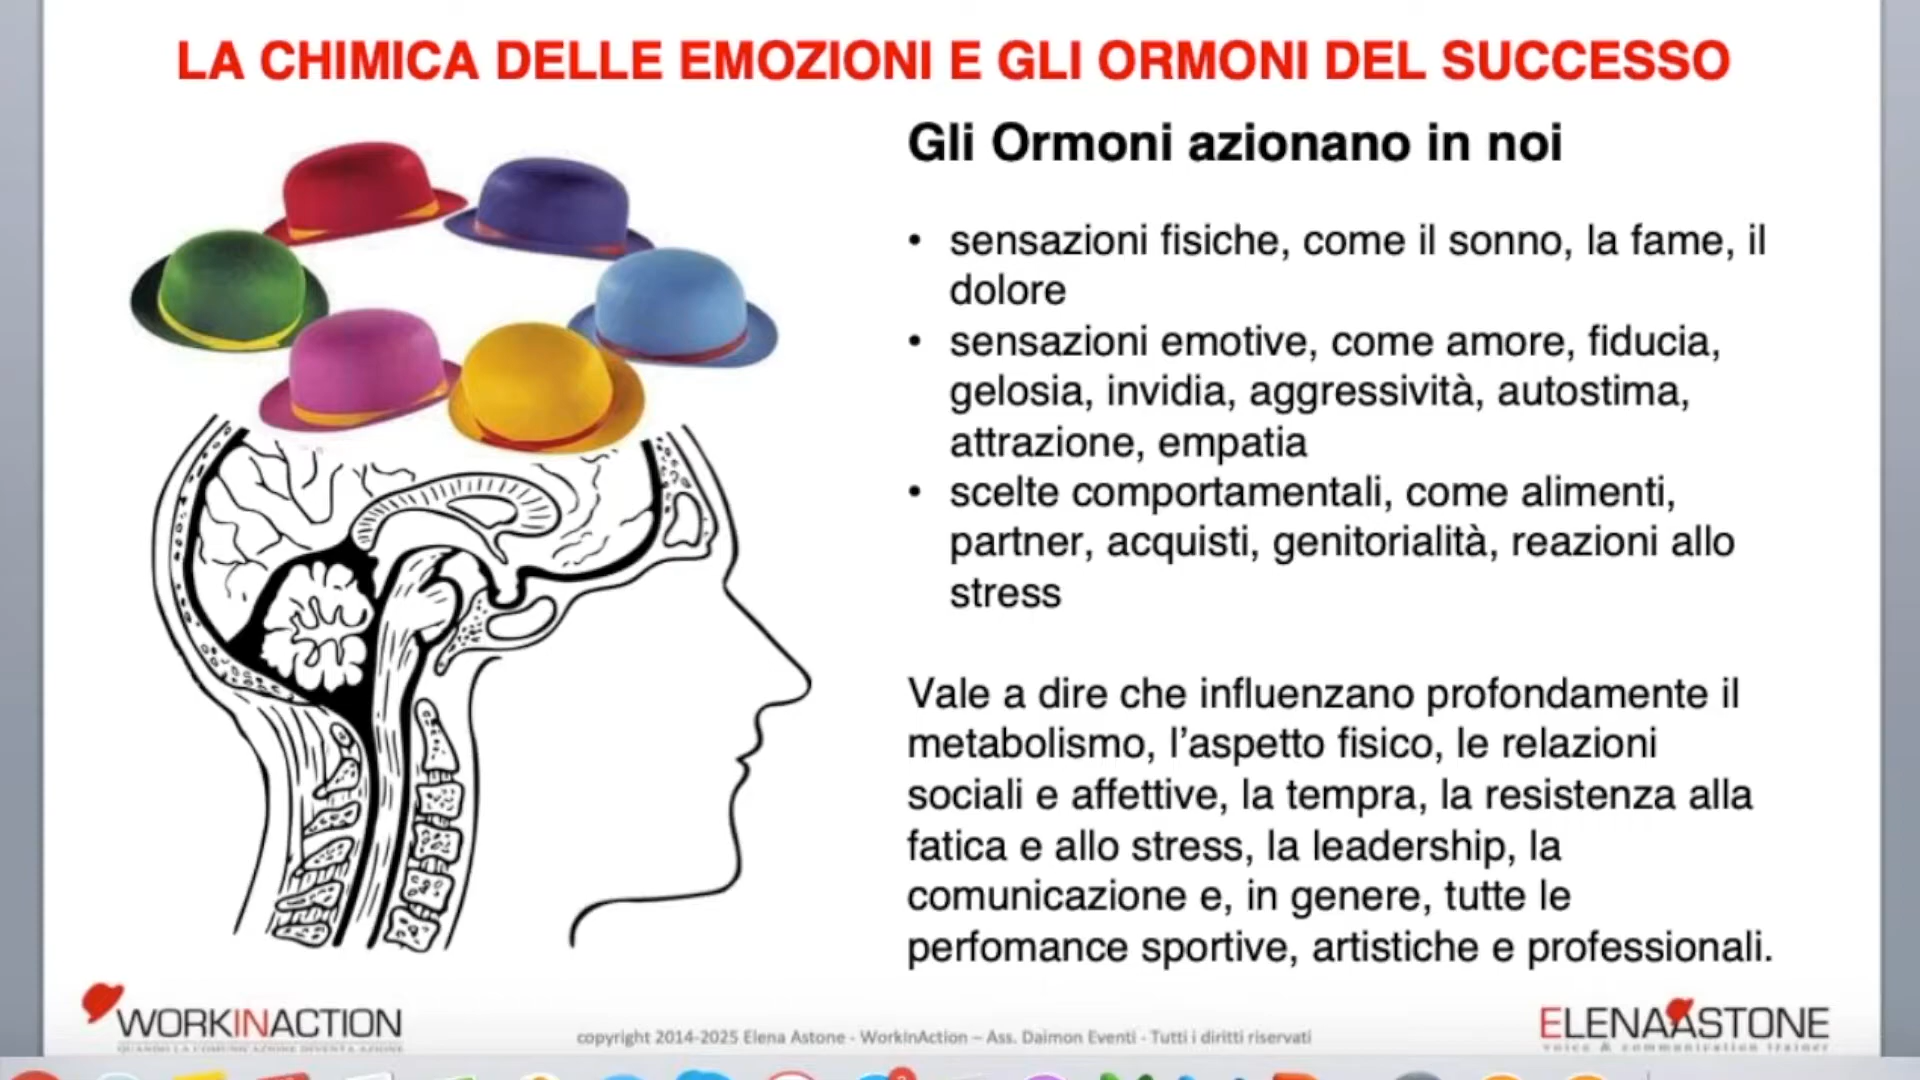 LA CHIMICA DELLE EMOZIONI E GLI ORMONI DEL SUCCESSO
Gli Ormoni azionano in noi
• sensazioni fisiche, come il sonno, la fame, il
dolore
• sensazioni emotive, come amore, fiducia,
gelosia, invidia, aggressività, autostima,
attrazione, empatia
• scelte comportamentali, come alimenti,
partner, acquisti, genitorialità, reazioni allo
stress
Vale a dire che influenzano profondamente il
metabolismo, l'aspetto fisico, le relazioni
sociali e affettive, la tempra, la resistenza alla
fatica e allo stress, la leadership, la
comunicazione e, in genere, tutte le
perfomance sportive, artistiche e professionali.
WORKINACTION
QUANDO LA COMUNICAZIONE DIVENTA AZIONE
copyright 2014-2025 Elena Astone - WorkInAction – Ass. Daimon Eventi - Tutti i diritti riservati
ELENAASTONE
voice & communication trainer